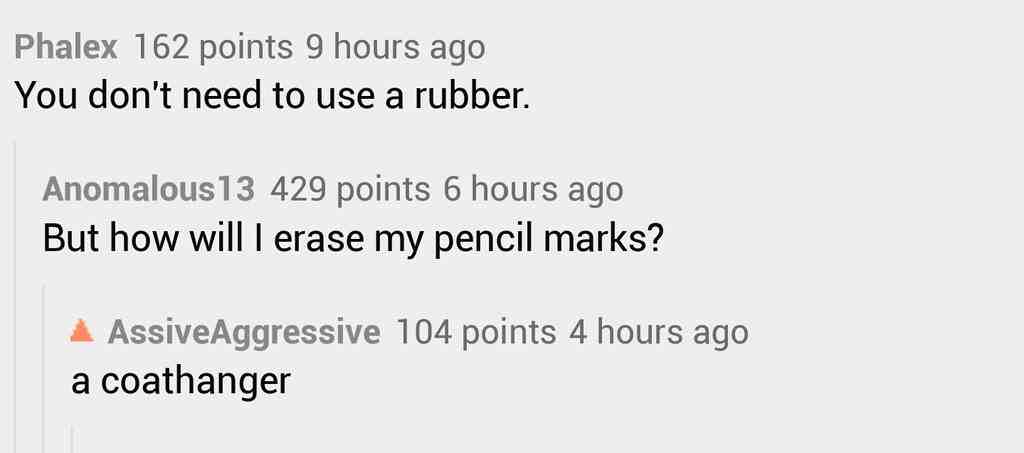 Phalex 162 points 9 hours ago
You don't need to use a rubber.
Anomalous13 429 points 6 hours ago
But how will I erase my pencil marks?
AssiveAggressive 104 points 4 hours ago
a coathanger